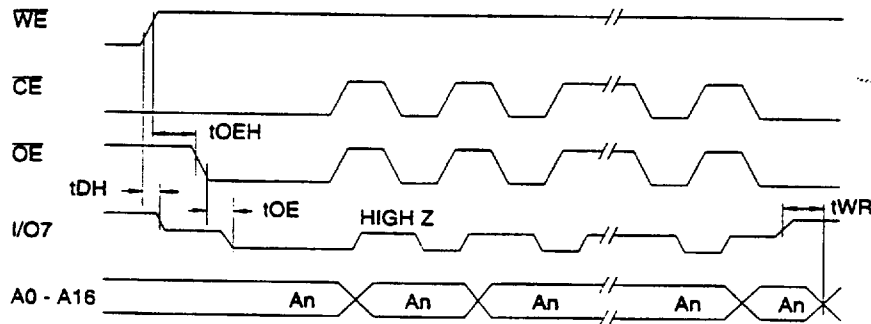 WE
CE
tOEH
OE
tDH
tOE
HIGH Z
tWR
I/O7
A0 - A16
An
An
An
An
An